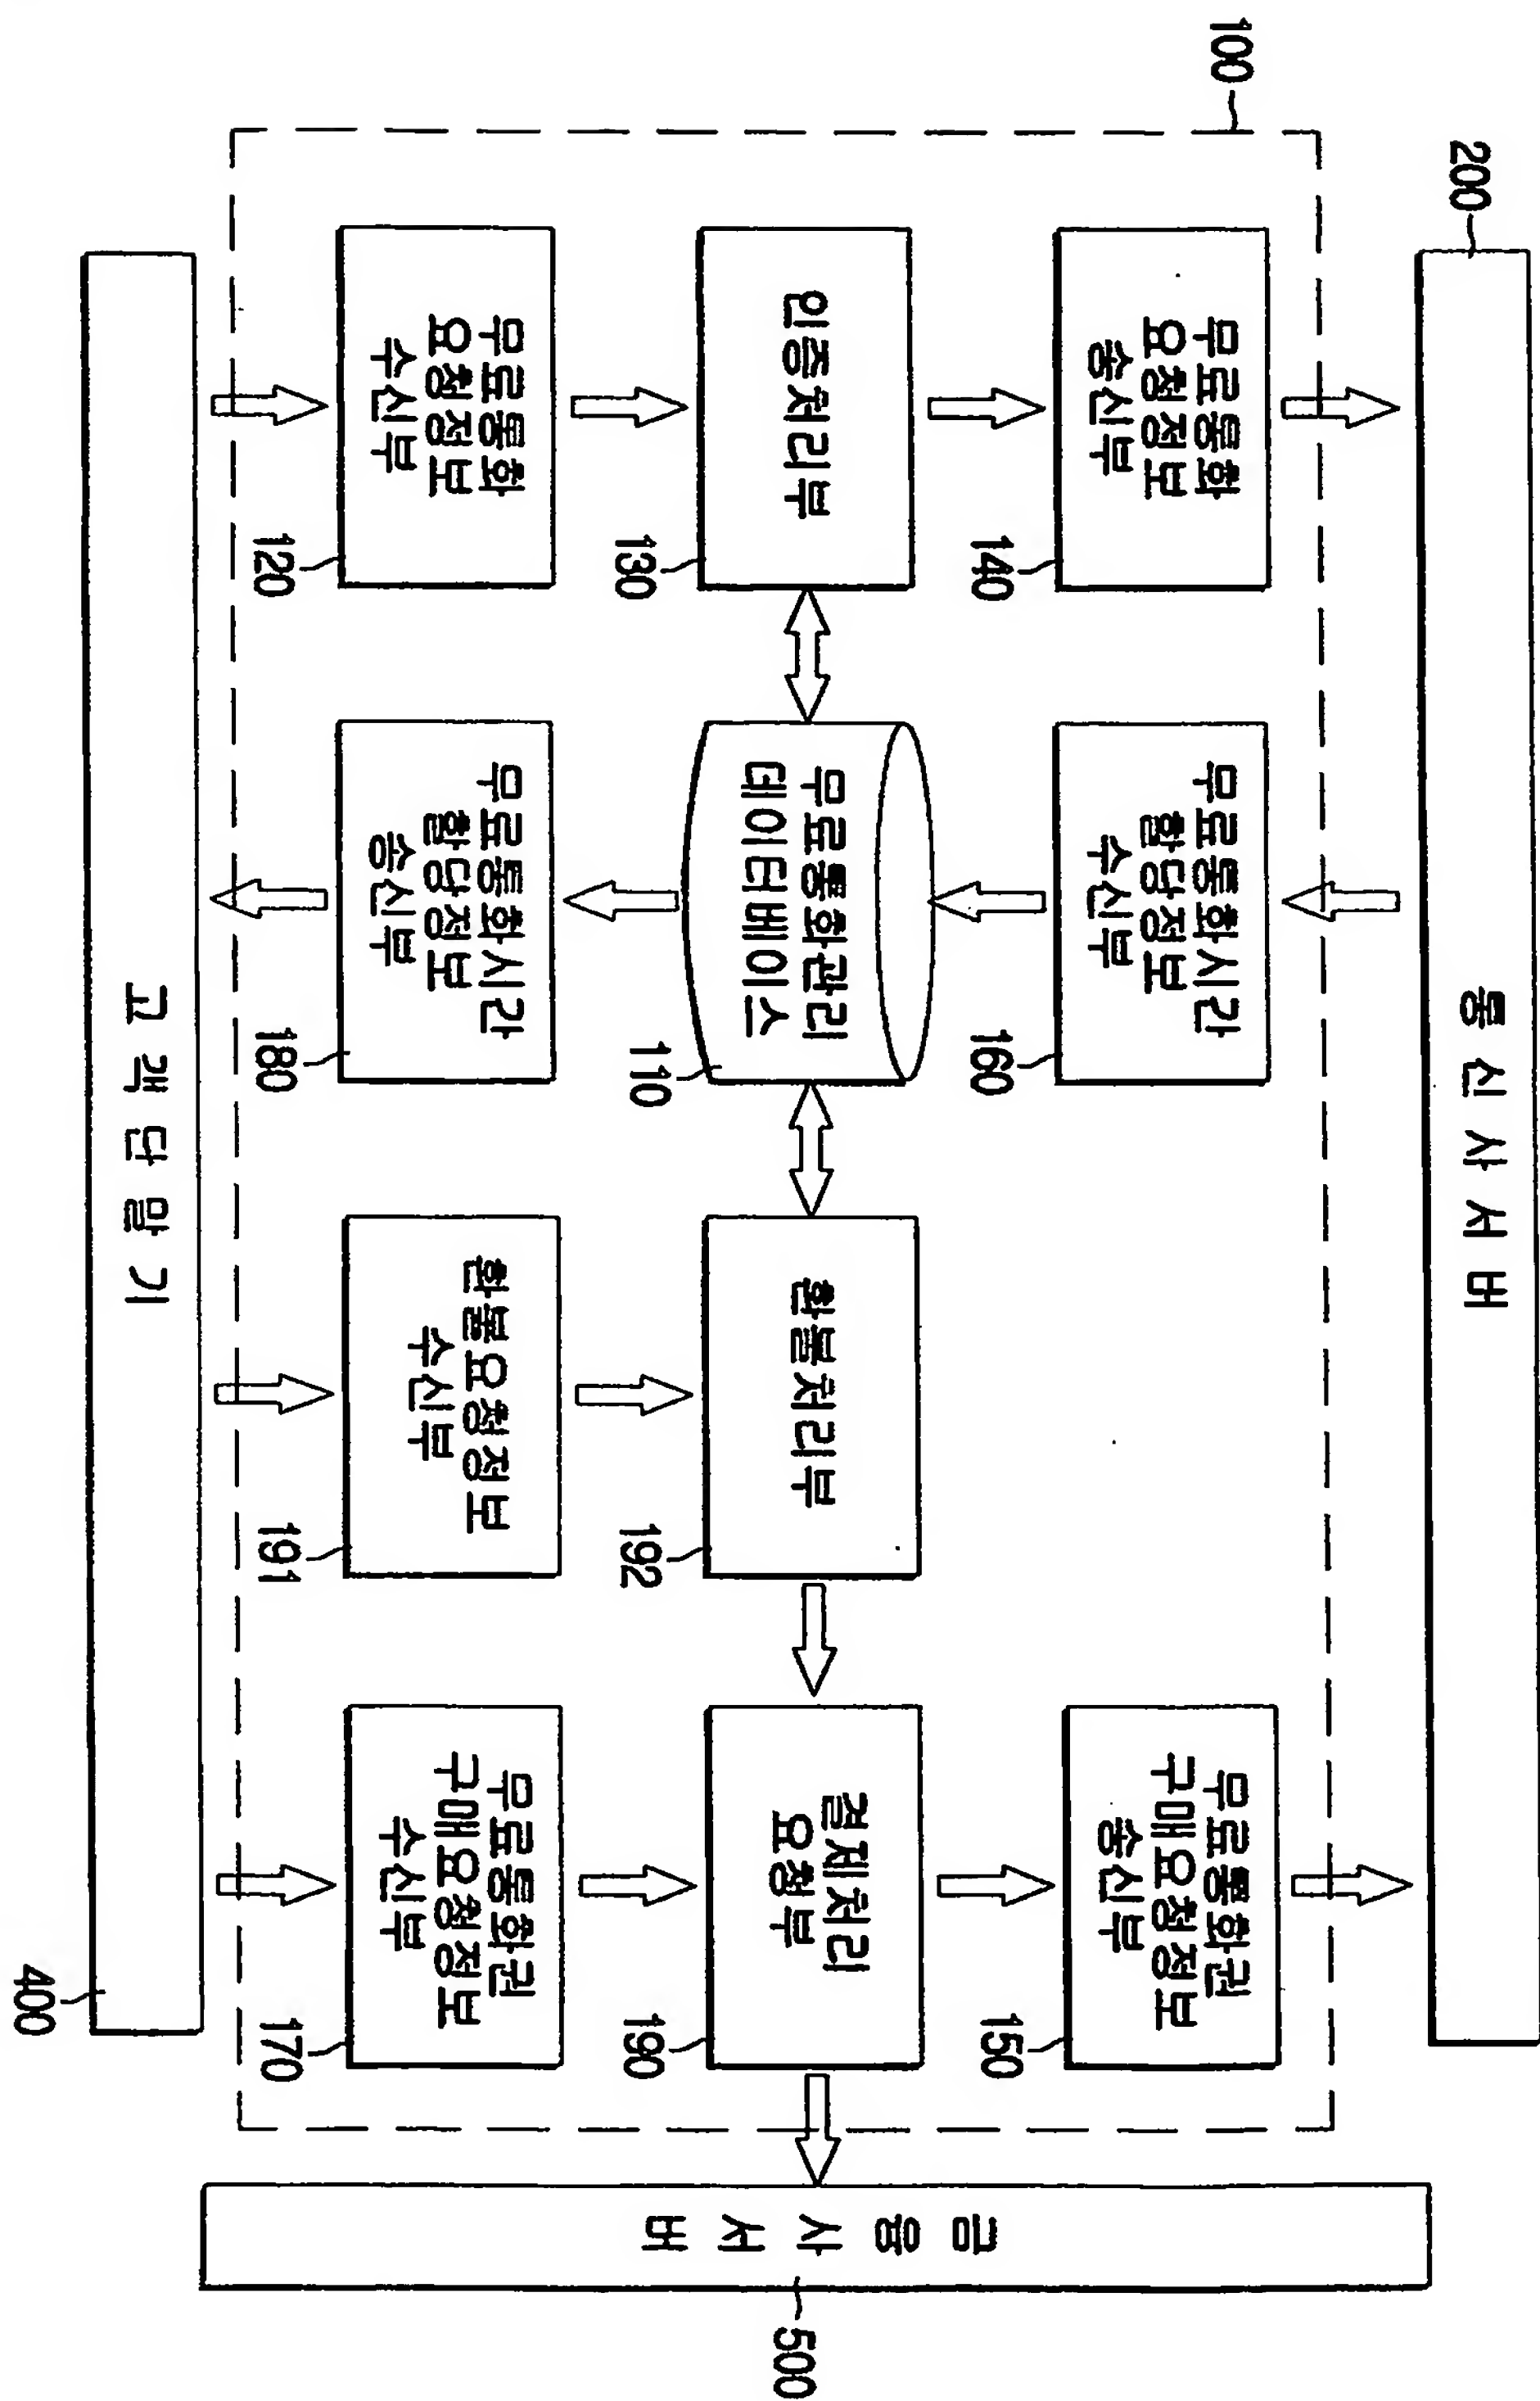 200
통 신 사 서 버
100
무료통화
요청정보
송신부
140
무료통화시간
할당정보
수신부
160
무료통화권
구매요청정보
송신부
150
인증처리부
130
무료통화관리
데이터베이스
110
환불처리부
192
결제처리
요청부
190
금 융 사 서 버
500
무료통화
요청정보
수신부
120
무료통화시간
할당정보
송신부
180
환불요청정보
수신부
191
무료통화권
구매요청정보
수신부
170
고 객 단 말 기
400